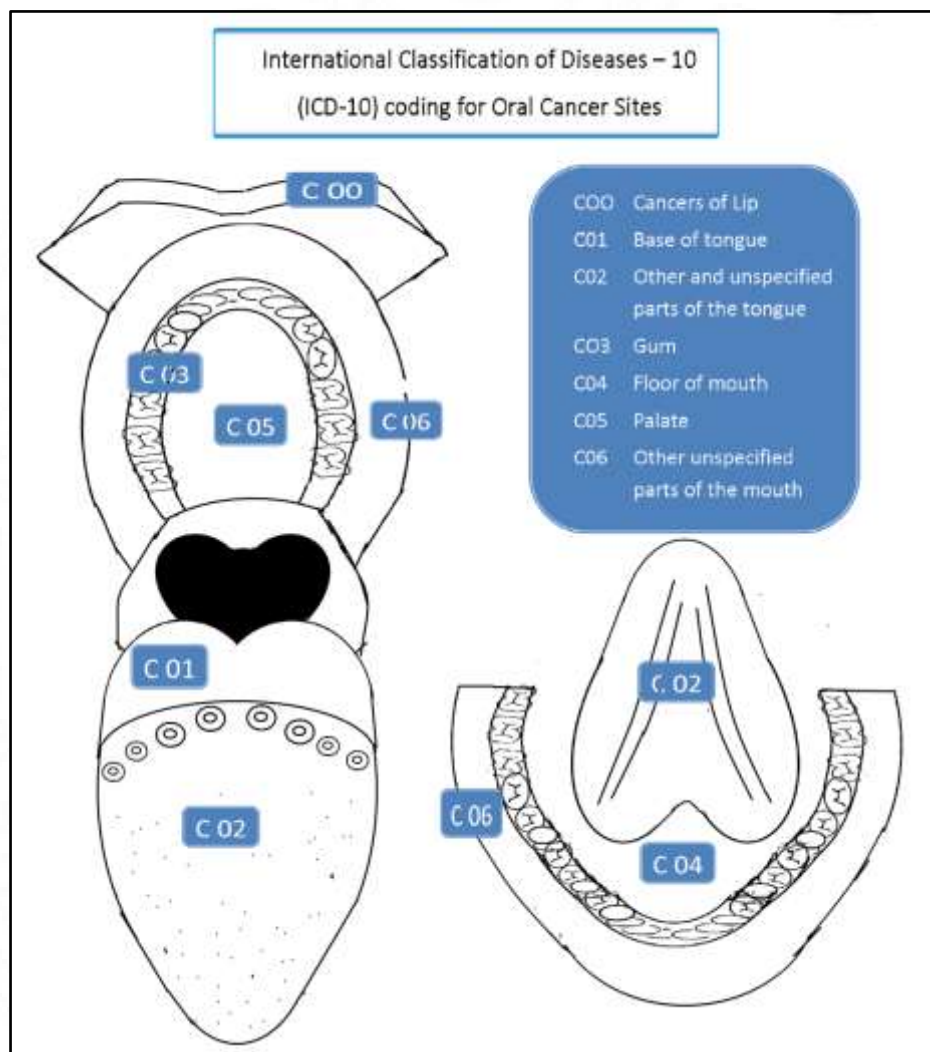 International Classification of Diseases – 10
(ICD-10) coding for Oral Cancer Sites
C OO
COO Cancers of Lip
C01 Base of tongue
C02 Other and unspecified
parts of the tongue
CO3 Gum
C04 Floor of mouth
C05 Palate
C06 Other unspecified
parts of the mouth
C 03
C 05
C 06
C 01
C 02
C 02
C 06
C 04